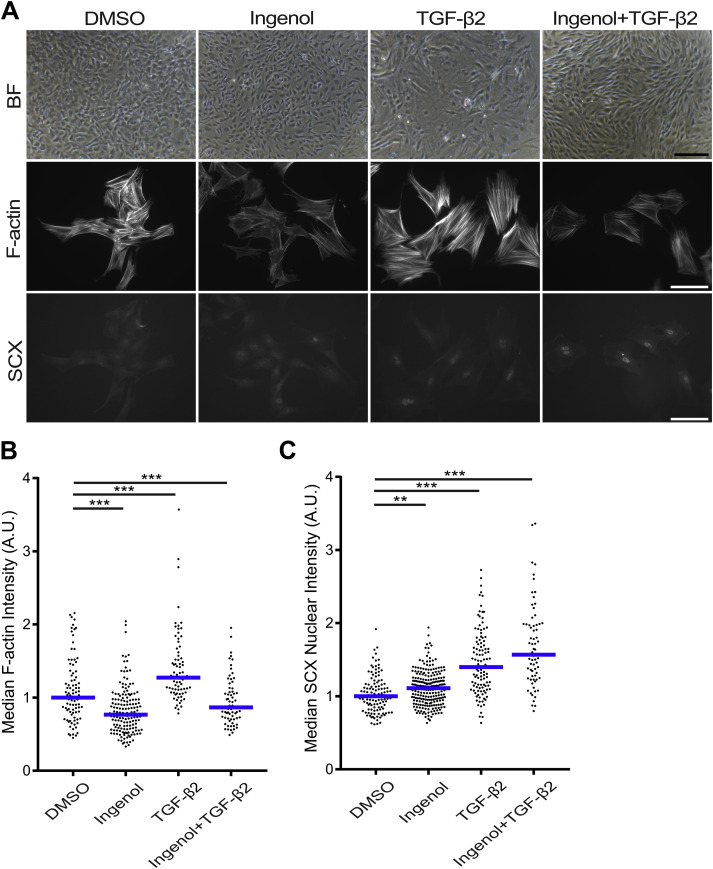 A
DMSO Ingenol TGF-β2 Ingenol+TGF-β2
BF
F-actin
SCX
B
Median F-actin Intensity (A.U.)
4
3
2
1
0
***
***
***
DMSO
Ingenol
TGF-β2
Ingenol+TGF-β2
C
Median SCX Nuclear Intensity (A.U.)
4
3
2
1
0
***
***
**
DMSO
Ingenol
TGF-β2
Ingenol+TGF-β2